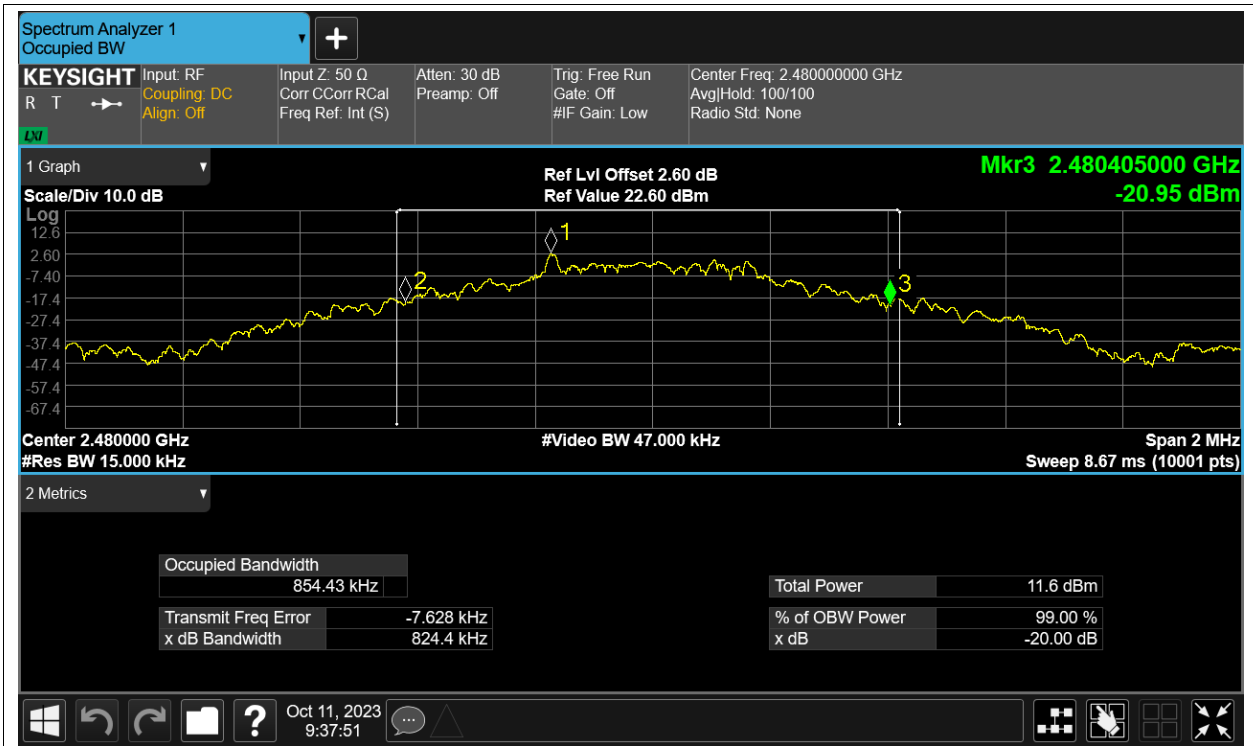 Spectrum Analyzer 1
Occupied BW
KEYSIGHT
R T
LXI
Input: RF
Coupling: DC
Align: Off
Input Z: 50 Ω
Corr CCorr RCal
Freq Ref: Int (S)
Atten: 30 dB
Preamp: Off
Trig: Free Run
Gate: Off
#IF Gain: Low
Center Freq: 2.480000000 GHz
Avg|Hold: 100/100
Radio Std: None
1 Graph
Scale/Div 10.0 dB
Ref Lvl Offset 2.60 dB
Ref Value 22.60 dBm
Mkr3 2.480405000 GHz
-20.95 dBm
Log
12.6
2.60
-7.40
-17.4
-27.4
-37.4
-47.4
-57.4
-67.4
1
2
3
Center 2.480000 GHz
#Video BW 47.000 kHz
Span 2 MHz
#Res BW 15.000 kHz
Sweep 8.67 ms (10001 pts)
2 Metrics
Occupied Bandwidth
854.43 kHz
Transmit Freq Error -7.628 kHz
x dB Bandwidth 824.4 kHz
Total Power 11.6 dBm
% of OBW Power 99.00 %
x dB -20.00 dB
?
Oct 11, 2023
9:37:51